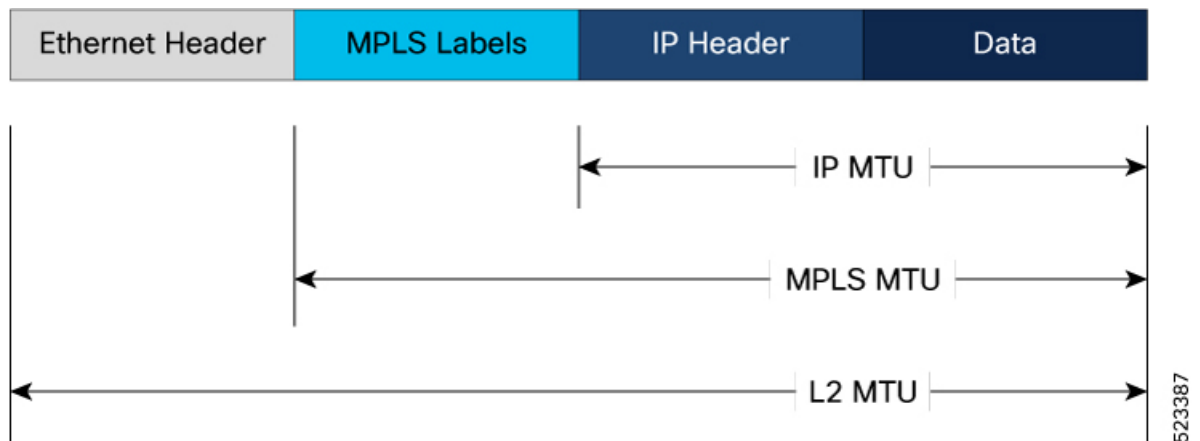 Ethernet Header MPLS Labels IP Header Data
IP MTU
MPLS MTU
L2 MTU
523387